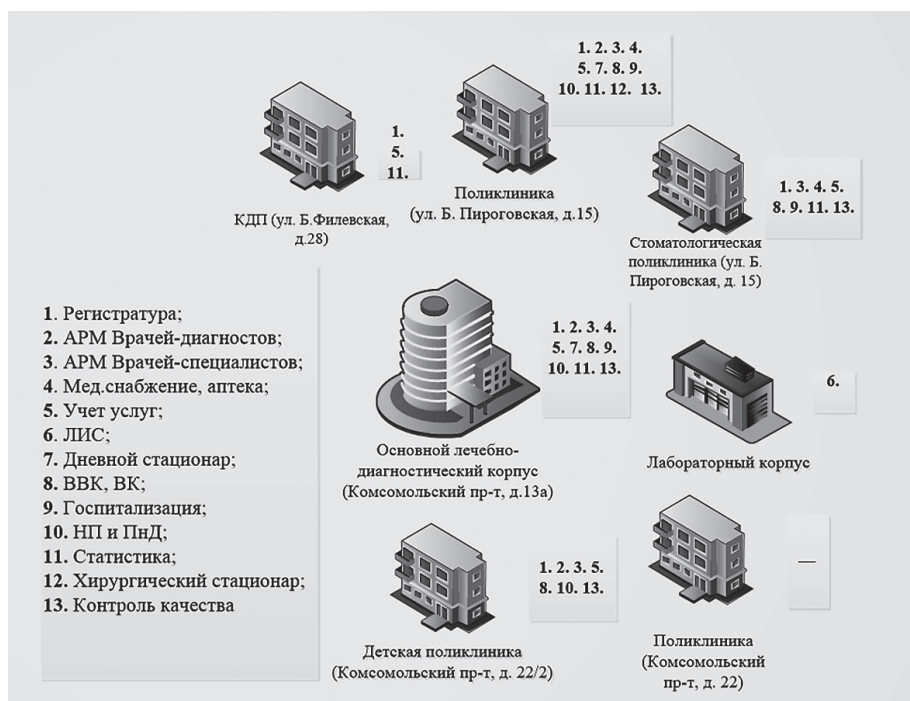 1. 2. 3. 4.
5. 7. 8. 9.
10. 11. 12. 13.
1.
5.
11.
Поликлиника
(ул. Б. Пироговская, д.15)
КДП (ул. Б.Филевская,
д.28)
1. 3. 4. 5.
8. 9. 11. 13.
Стоматологическая
поликлиника (ул. Б.
Пироговская, д. 15)
1. Регистратура;
2. АРМ Врачей-диагностов;
3. АРМ Врачей-специалистов;
4. Мед.снабжение, аптека;
5. Учет услуг;
6. ЛИС;
7. Дневной стационар;
8. ВВК, ВК;
9. Госпитализация;
10. НП и ПнД;
11. Статистика;
12. Хирургический стационар;
13. Контроль качества
1. 2. 3. 4.
5. 7. 8. 9.
10. 11. 13.
Основной лечебно-
диагностический корпус
(Комсомольский пр-т, д.13а)
6.
Лабораторный корпус
1. 2. 3. 5.
8. 10. 13.
Детская поликлиника
(Комсомольский пр-т, д. 22/2)
—
Поликлиника
(Комсомольский
пр-т, д. 22)